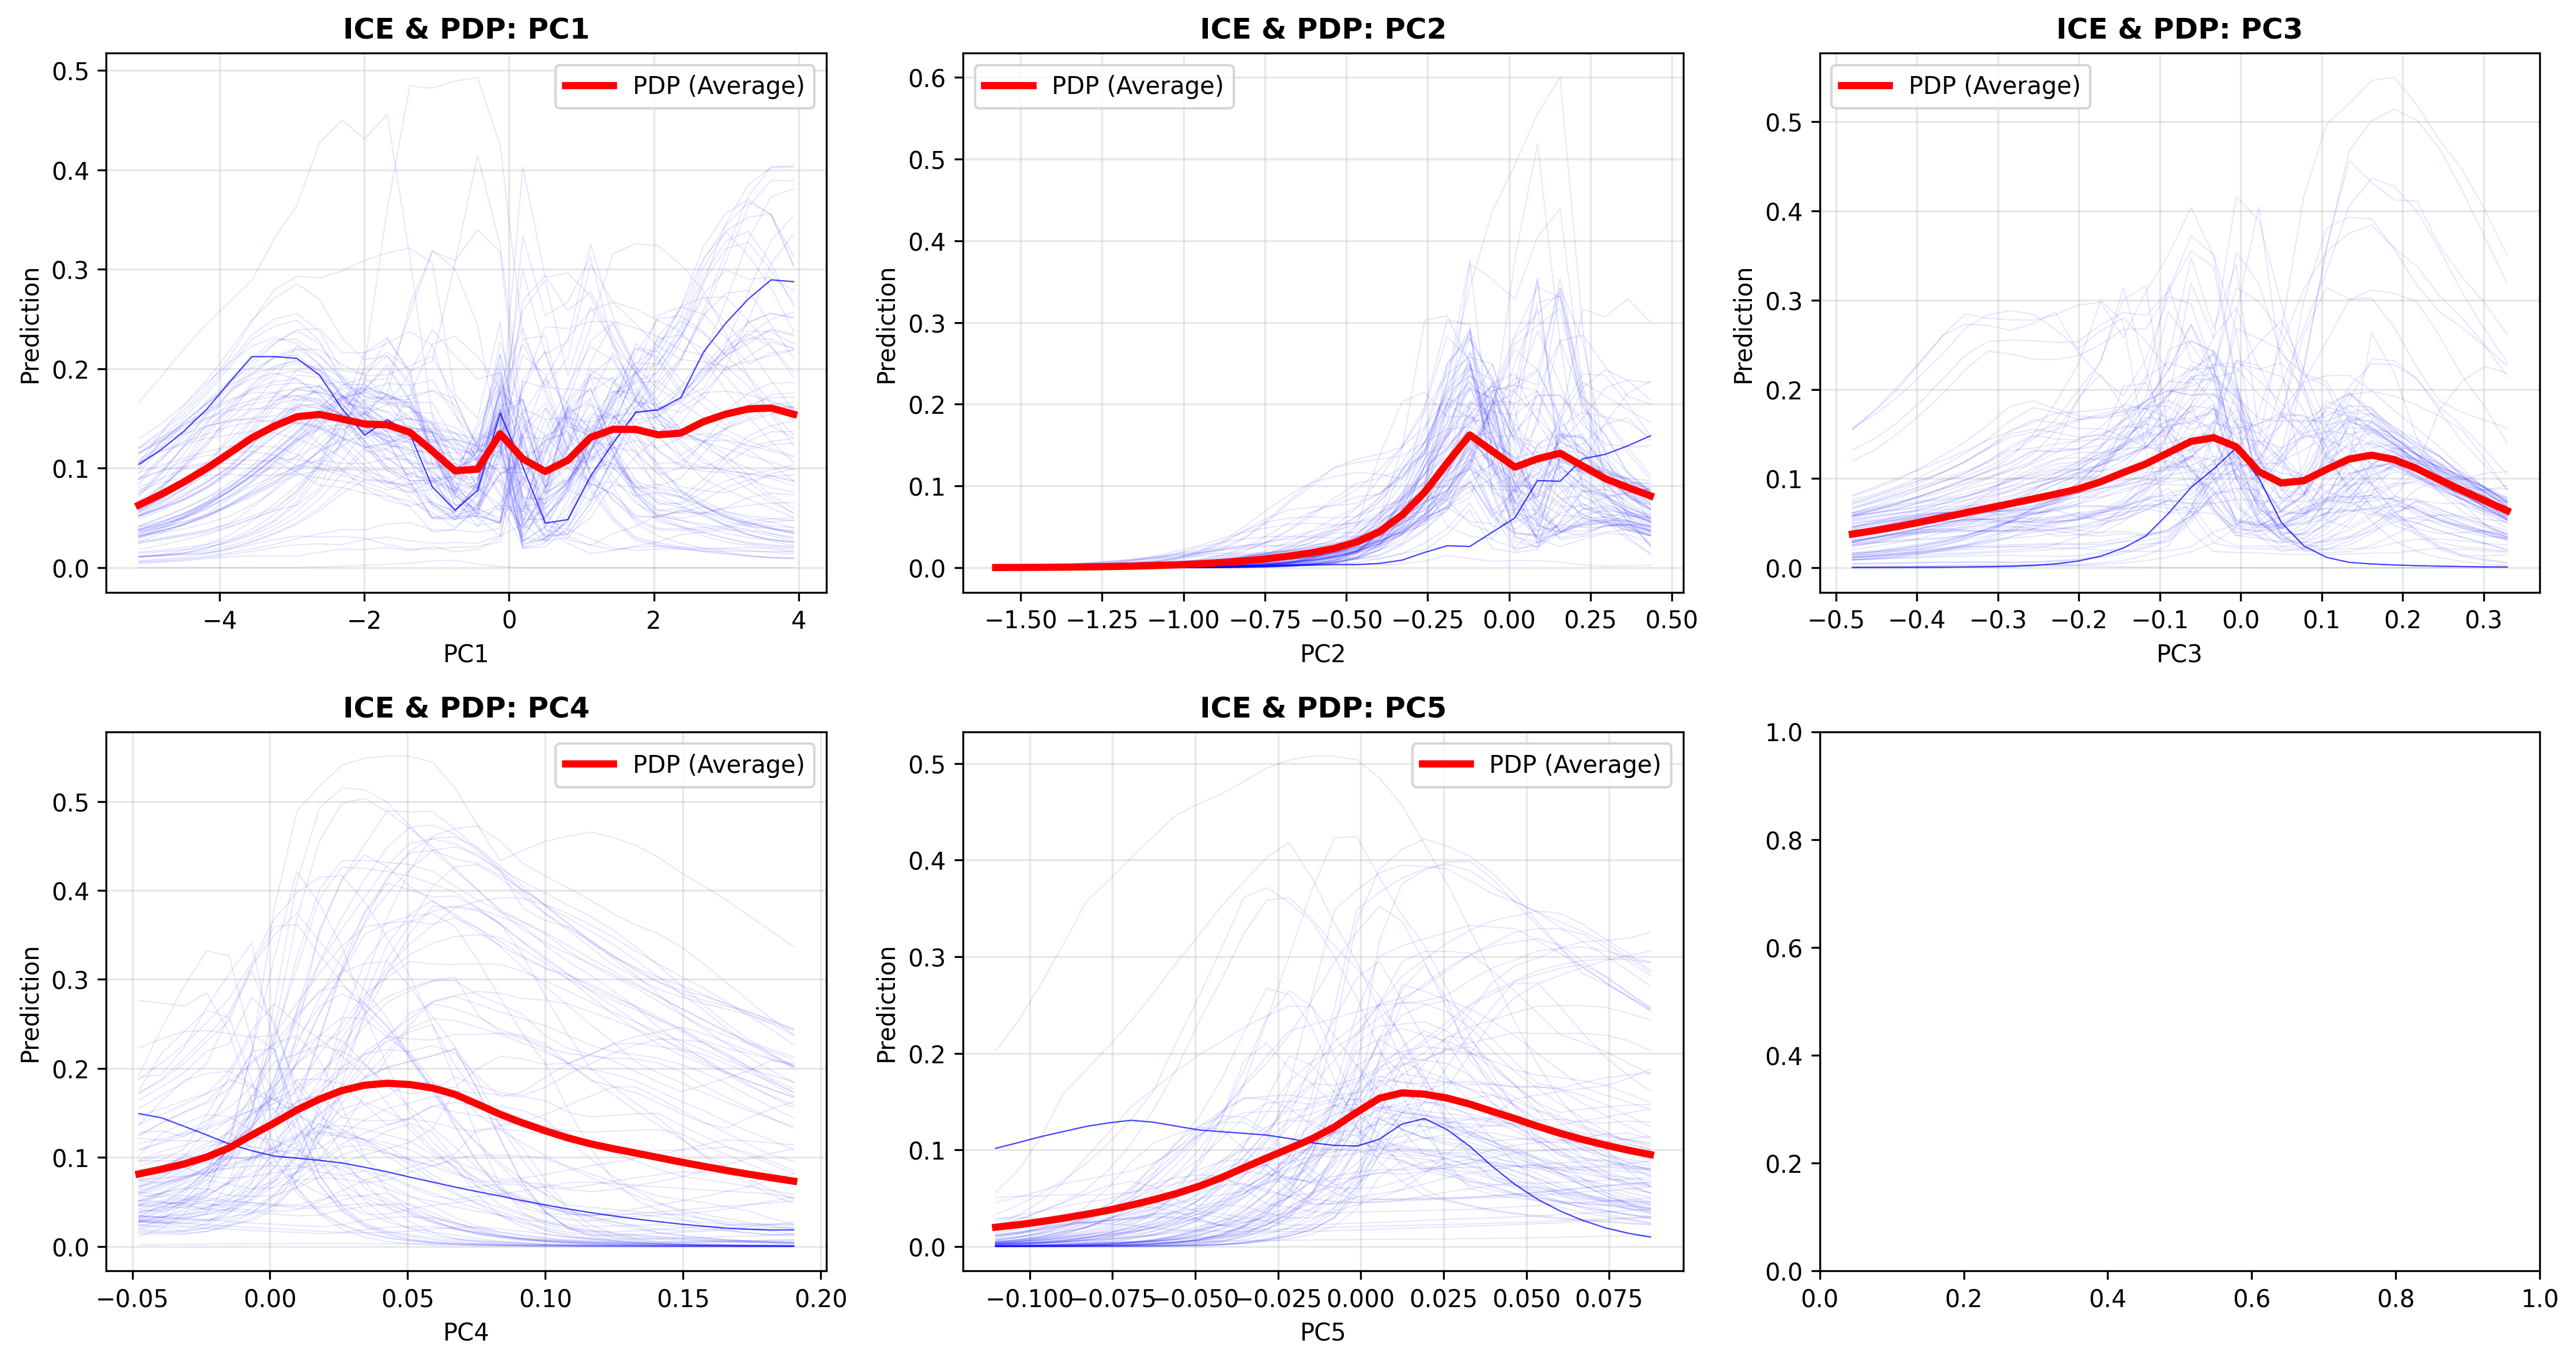 ICE & PDP: PC1
0.5
0.4
0.3
0.2
0.1
0.0
Prediction
PDP (Average)
−4 −2 0 2 4
PC1
ICE & PDP: PC2
0.6
0.5
0.4
0.3
0.2
0.1
0.0
Prediction
PDP (Average)
−1.50 −1.25 −1.00 −0.75 −0.50 −0.25 0.00 0.25 0.50
PC2
ICE & PDP: PC3
0.5
0.4
0.3
0.2
0.1
0.0
Prediction
PDP (Average)
−0.5 −0.4 −0.3 −0.2 −0.1 0.0 0.1 0.2 0.3
PC3
ICE & PDP: PC4
0.5
0.4
0.3
0.2
0.1
0.0
Prediction
PDP (Average)
−0.05 0.00 0.05 0.10 0.15 0.20
PC4
ICE & PDP: PC5
0.5
0.4
0.3
0.2
0.1
0.0
Prediction
PDP (Average)
−0.100 −0.075 −0.050 −0.025 0.000 0.025 0.050 0.075
PC5
1.0
0.8
0.6
0.4
0.2
0.0
0.0 0.2 0.4 0.6 0.8 1.0